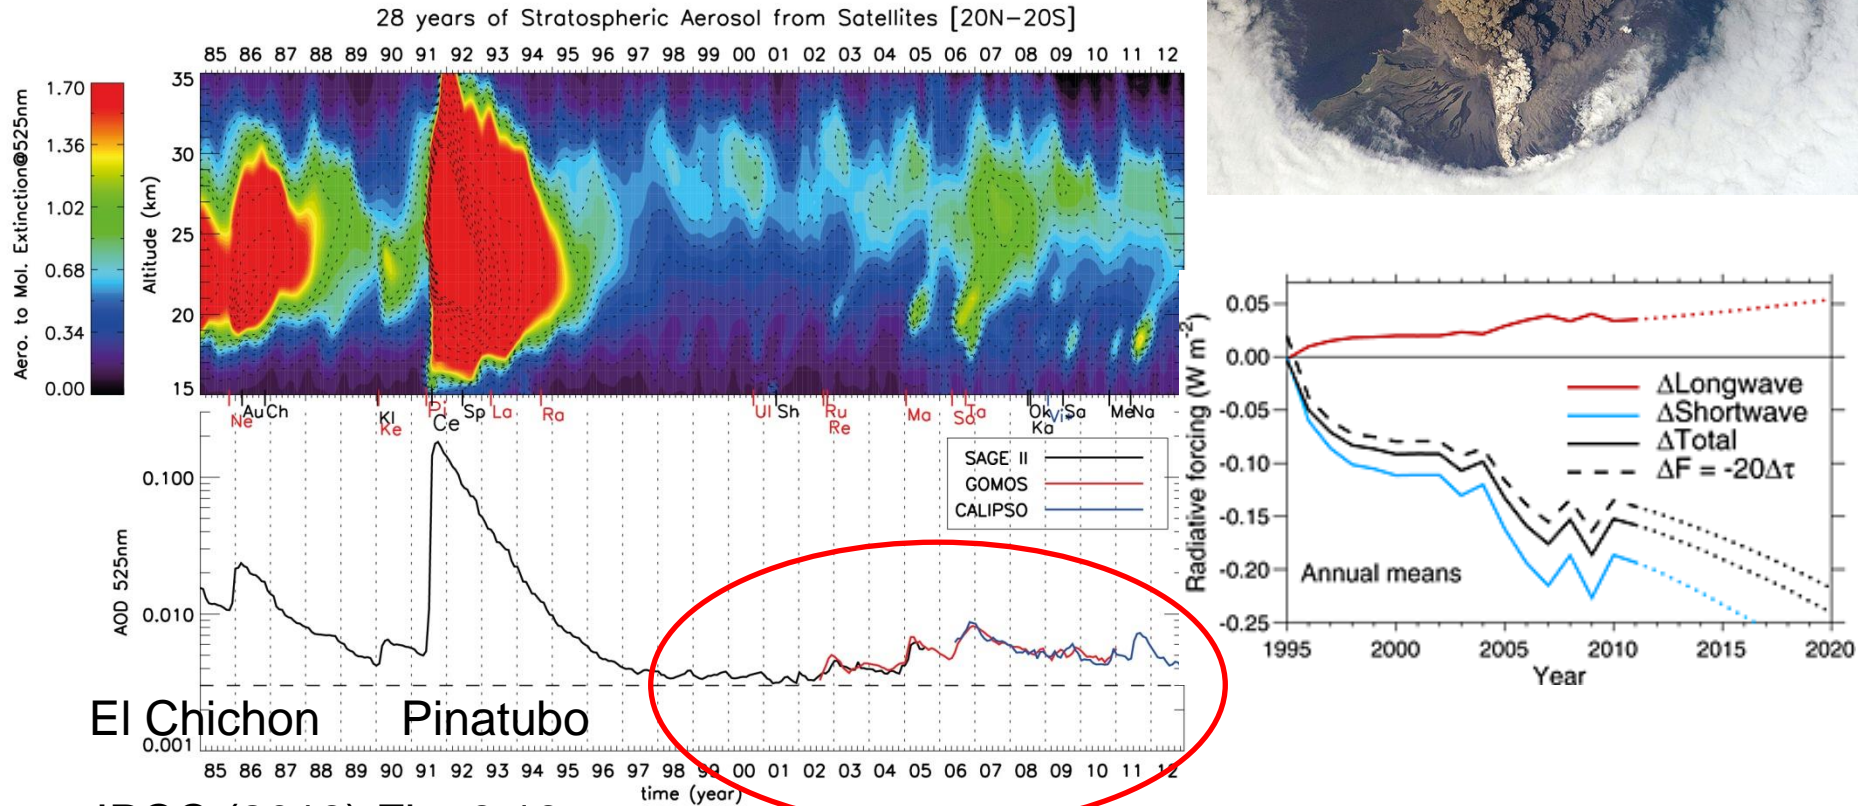 28 years of Stratospheric Aerosol from Satellites [20N-20S]
85 86 87 88 89 90 91 92 93 94 95 96 97 98 99 00 01 02 03 04 05 06 07 08 09 10 11 12
Aero. to Mol. Extinction@525nm
1.70
1.36
1.02
0.68
0.34
0.00
Altitude (km)
35
30
25
20
15
Ne Au Ch Kl Ke Pi Ce Sp La Ra Ul Sh Ru Re Ma So Ta Ok Ka Vi Sa Me Na
AOD 525nm
0.100
0.010
0.001
SAGE II
GOMOS
CALIPSO
El Chichon Pinatubo
85 86 87 88 89 90 91 92 93 94 95 96 97 98 99 00 01 02 03 04 05 06 07 08 09 10 11 12
time (year)
Radiative forcing (W m-2)
0.05
0.00
-0.05
-0.10
-0.15
-0.20
-0.25
ΔLongwave
ΔShortwave
ΔTotal
ΔF = -20Δτ
Annual means
1995 2000 2005 2010 2015 2020
Year